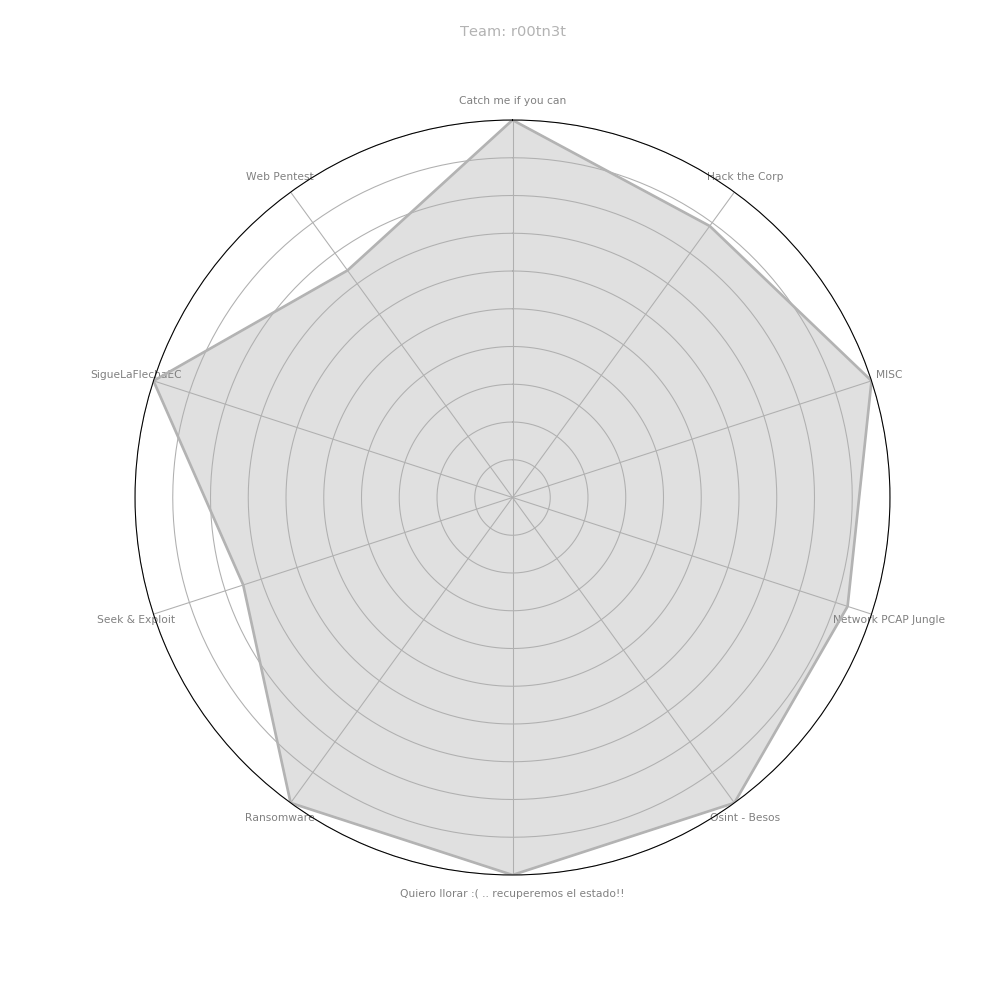 Team: r00tn3t
Catch me if you can
Web Pentest
Hack the Corp
SigueLaFlechaEC
MISC
Seek & Exploit
Network PCAP Jungle
Ransomware
Osint - Besos
Quiero llorar :( .. recuperemos el estado!!